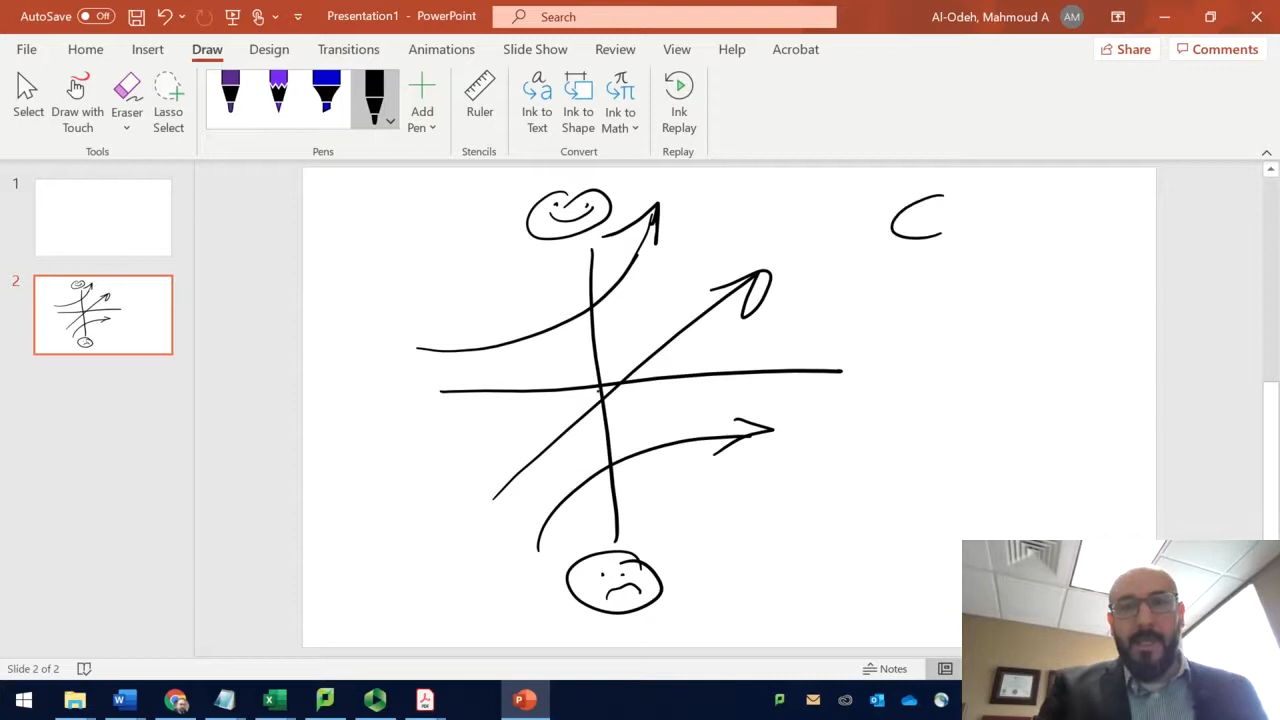 AutoSave Off Presentation1 - PowerPoint Search Al-Odeh, Mahmoud A AM
File Home Insert Draw Design Transitions Animations Slide Show Review View Help Acrobat Share Comments
Select Draw with Touch Eraser Lasso Select Add Pen Ruler Ink to Text Ink to Shape Ink to Math Ink Replay
Tools Pens Stencils Convert Replay
1
2
C
Slide 2 of 2 Notes